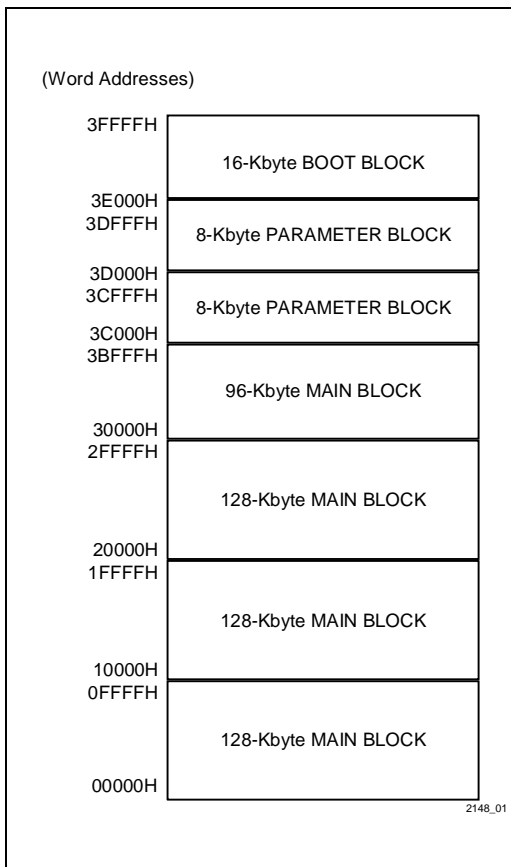 (Word Addresses)
3FFFFH
16-Kbyte BOOT BLOCK
3E000H
3DFFFH
8-Kbyte PARAMETER BLOCK
3D000H
3CFFFH
8-Kbyte PARAMETER BLOCK
3C000H
3BFFFH
96-Kbyte MAIN BLOCK
30000H
2FFFFH
128-Kbyte MAIN BLOCK
20000H
1FFFFH
128-Kbyte MAIN BLOCK
10000H
0FFFFH
128-Kbyte MAIN BLOCK
00000H
2148_01